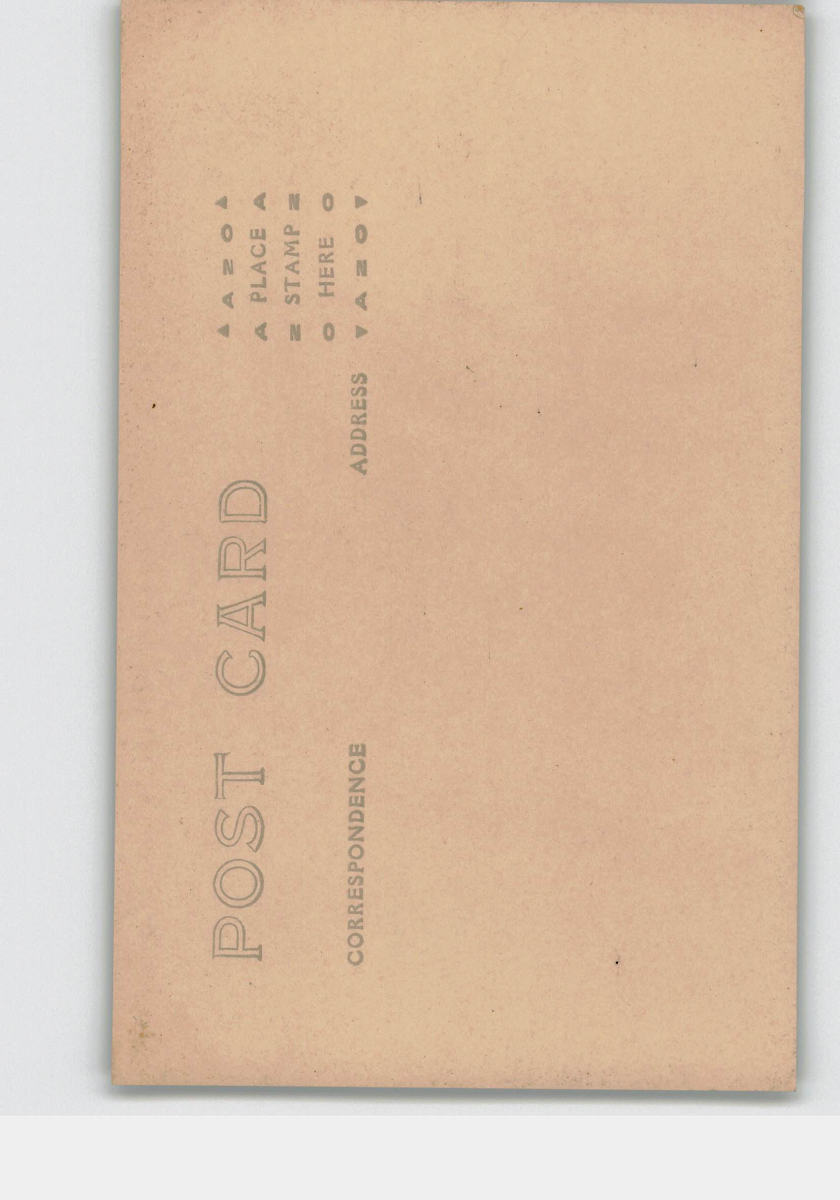 ▲ A Z O ▲
A PLACE A
Z STAMP Z
O HERE O
▼ A Z O ▼
POST CARD
CORRESPONDENCE
ADDRESS